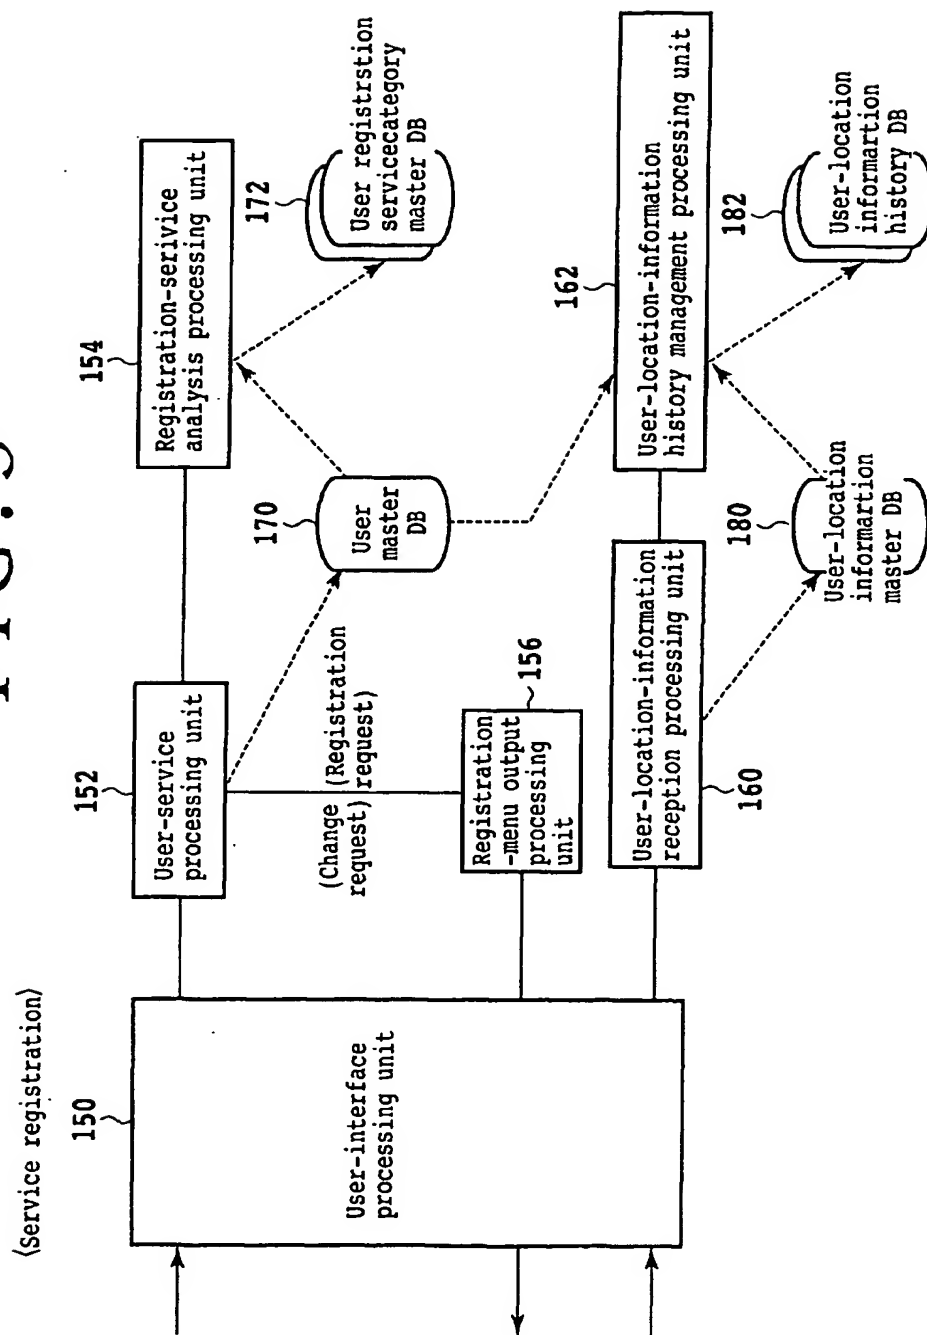 FIG.
⟨Service registration⟩
150
User-interface
processing unit
152
User-service
processing unit
154
Registration-serivice
analysis processing unit
(Change
request)
(Registration
request)
170
User
master
DB
172
User registrstion
servicecategory
master DB
156
Registration
-menu output
processing
unit
User-location-information
reception processing unit
160
162
User-location-information
history management processing unit
180
User-location
informartion
master DB
182
User-location
informartion
history DB